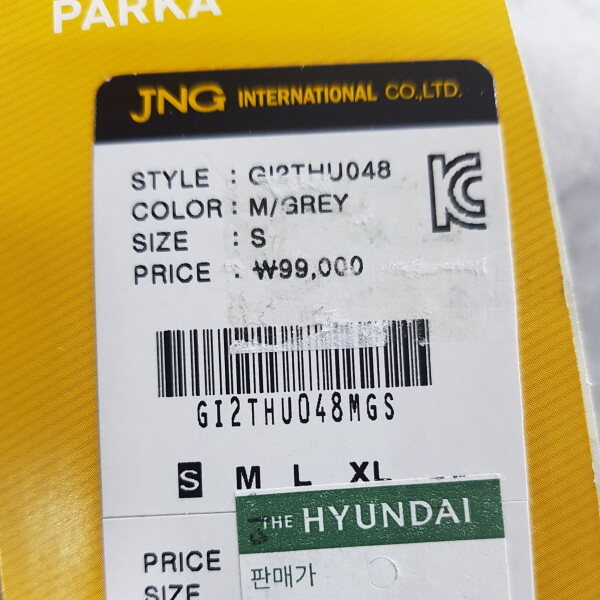 PARKA
JNG INTERNATIONAL CO.,LTD.
STYLE : GI2THU048
COLOR : M/GREY
SIZE : S
PRICE : ₩99,000
GI2THU048MGS
S M L XL
THE HYUNDAI
PRICE
판매가
SIZE